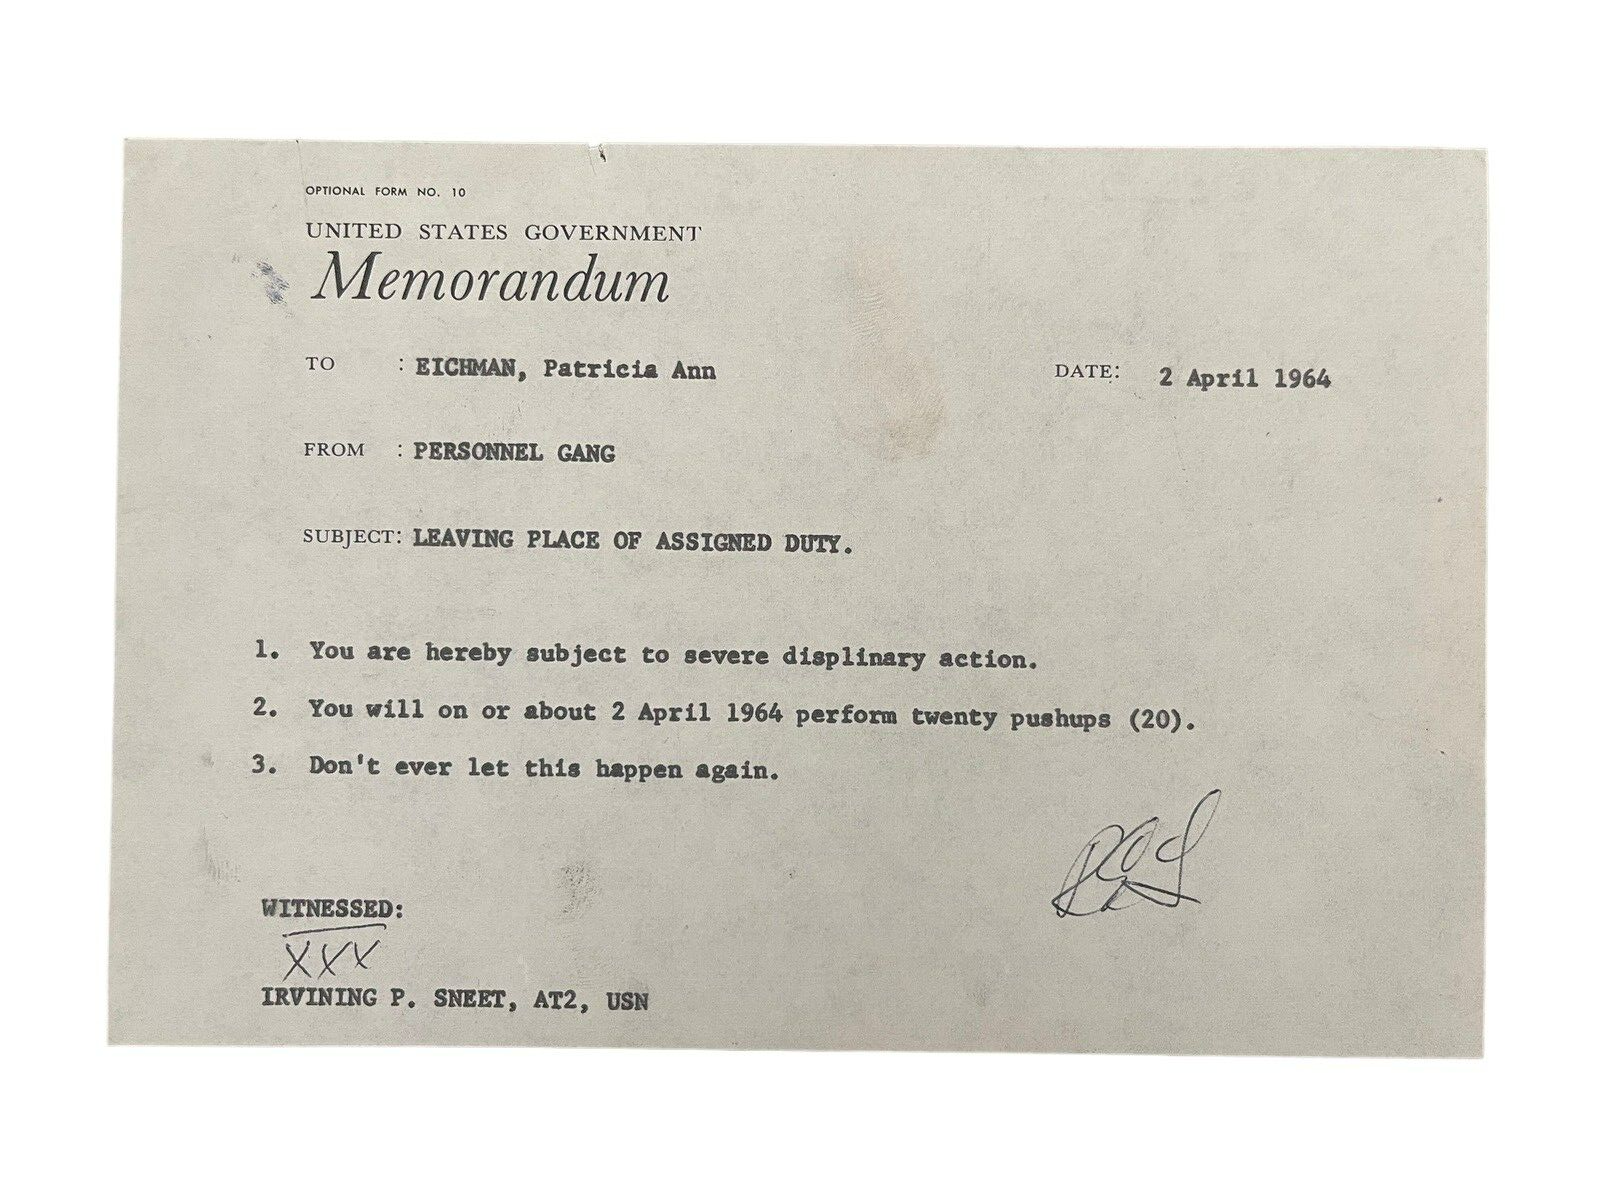 OPTIONAL FORM NO. 10
UNITED STATES GOVERNMENT
Memorandum
TO : EICHMAN, Patricia Ann DATE: 2 April 1964
FROM : PERSONNEL GANG
SUBJECT: LEAVING PLACE OF ASSIGNED DUTY.
1. You are hereby subject to severe displinary action.
2. You will on or about 2 April 1964 perform twenty pushups (20).
3. Don't ever let this happen again.
WITNESSED:
XXX
IRVINING P. SNEET, AT2, USN